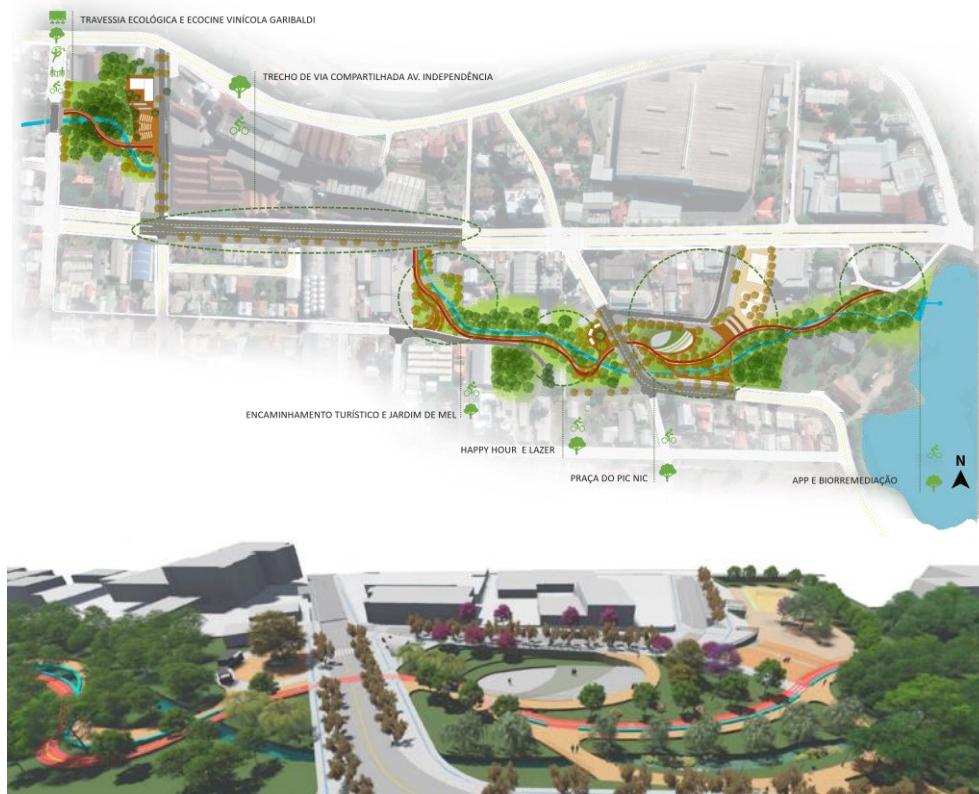 TRAVESSIA ECOLÓGICA E ECOCINE VINÍCOLA GARIBALDI
TRECHO DE VIA COMPARTILHADA AV. INDEPENDÊNCIA
ENCAMINHAMENTO TURÍSTICO E JARDIM DE MEL
HAPPY HOUR E LAZER
PRAÇA DO PIC NIC
APP E BIORREMEDIAÇÃO
N